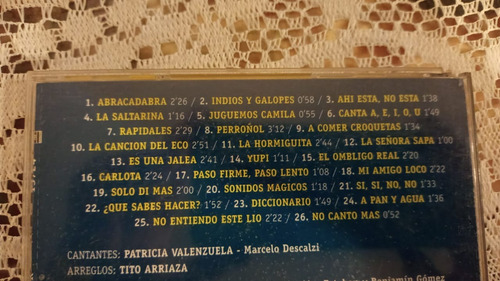 1. ABRACADABRA 2'26 / 2. INDIOS Y GALOPES 0'58 / 3. AHI ESTA, NO ESTA 1'38
4. LA SALTARINA 1'16 / 5. JUGUEMOS CAMILA 0'55 / 6. CANTA A, E, I, O, U 1'49
7. RAPIDALES 2'29 / 8. PERROÑOL 3'12 / 9. A COMER CROQUETAS 1'34
10. LA CANCION DEL ECO 2'51 / 11. LA HORMIGUITA 2'44 / 12. LA SEÑORA SAPA 1'00
13. ES UNA JALEA 2'41 / 14. YUPI 1'11 / 15. EL OMBLIGO REAL 2'20
16. CARLOTA 2'24 / 17. PASO FIRME, PASO LENTO 1'08 / 18. MI AMIGO LOCO 2'22
19. SOLO DI MAS 2'00 / 20. SONIDOS MAGICOS 1'18 / 21. SI, SI, NO, NO 1'33
22. ¿QUE SABES HACER? 1'52 / 23. DICCIONARIO 1'49 / 24. A PAN Y AGUA 1'36
25. NO ENTIENDO ESTE LIO 2'22 / 26. NO CANTO MAS 0'52
CANTANTES: PATRICIA VALENZUELA - Marcelo Descalzi
ARREGLOS: TITO ARRIAZA
Benjamín Gómez